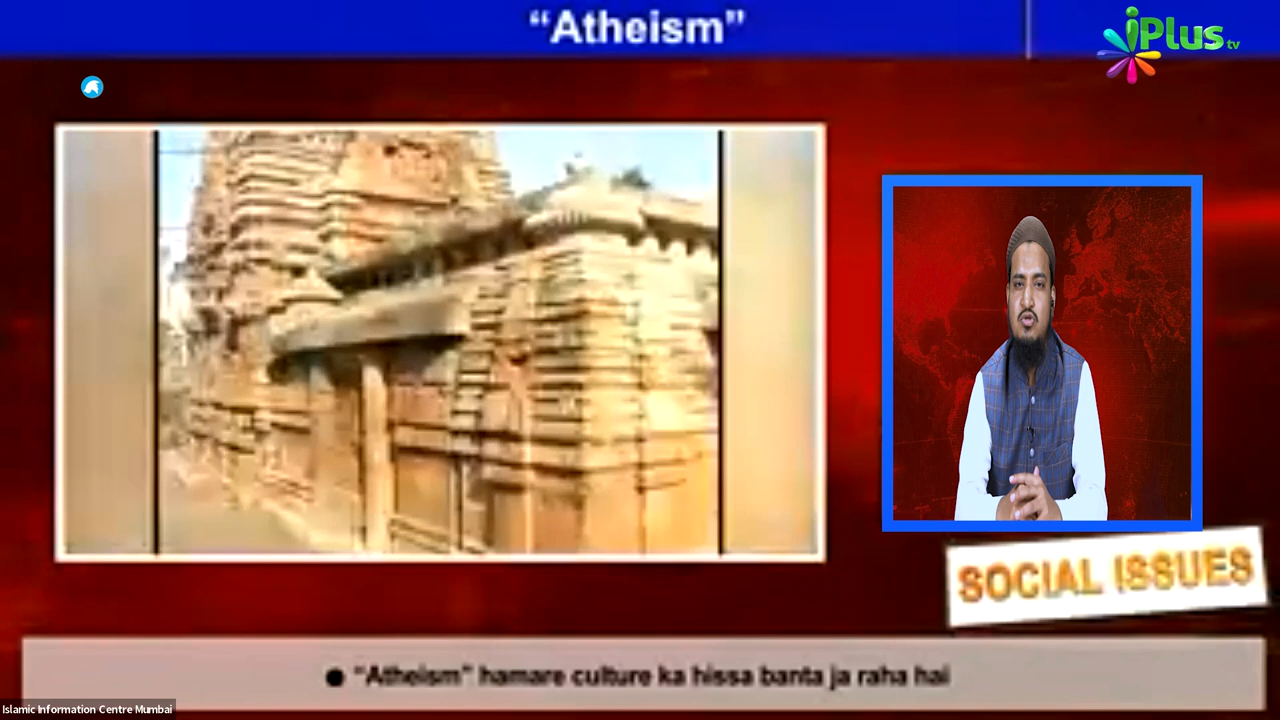 “Atheism”
iPlus tv
SOCIAL ISSUES
● “Atheism” hamare culture ka hissa banta ja raha hai
Islamic Information Centre Mumbai